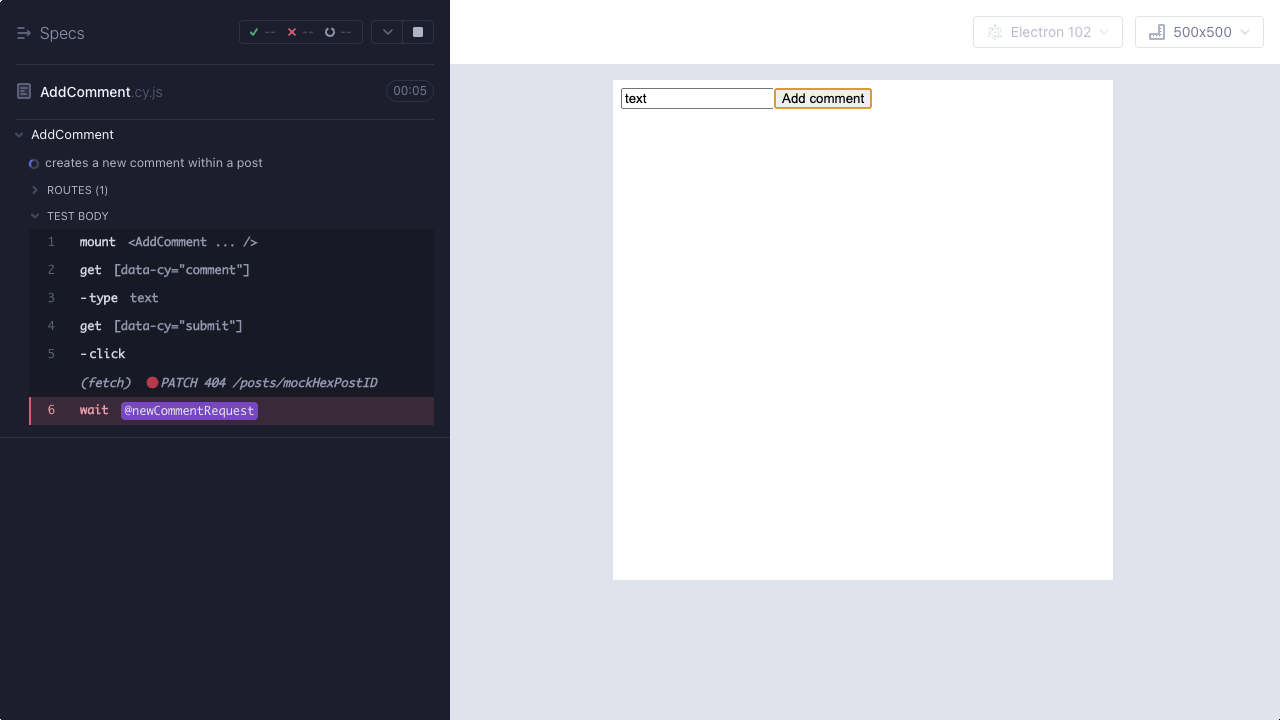 Specs
-- -- --
AddComment.cy.js
00:05
AddComment
creates a new comment within a post
ROUTES (1)
TEST BODY
1 mount <AddComment ... />
2 get [data-cy="comment"]
3 -type text
4 get [data-cy="submit"]
5 -click
(fetch) PATCH 404 /posts/mockHexPostID
6 wait @newCommentRequest
Electron 102
500x500
text
Add comment